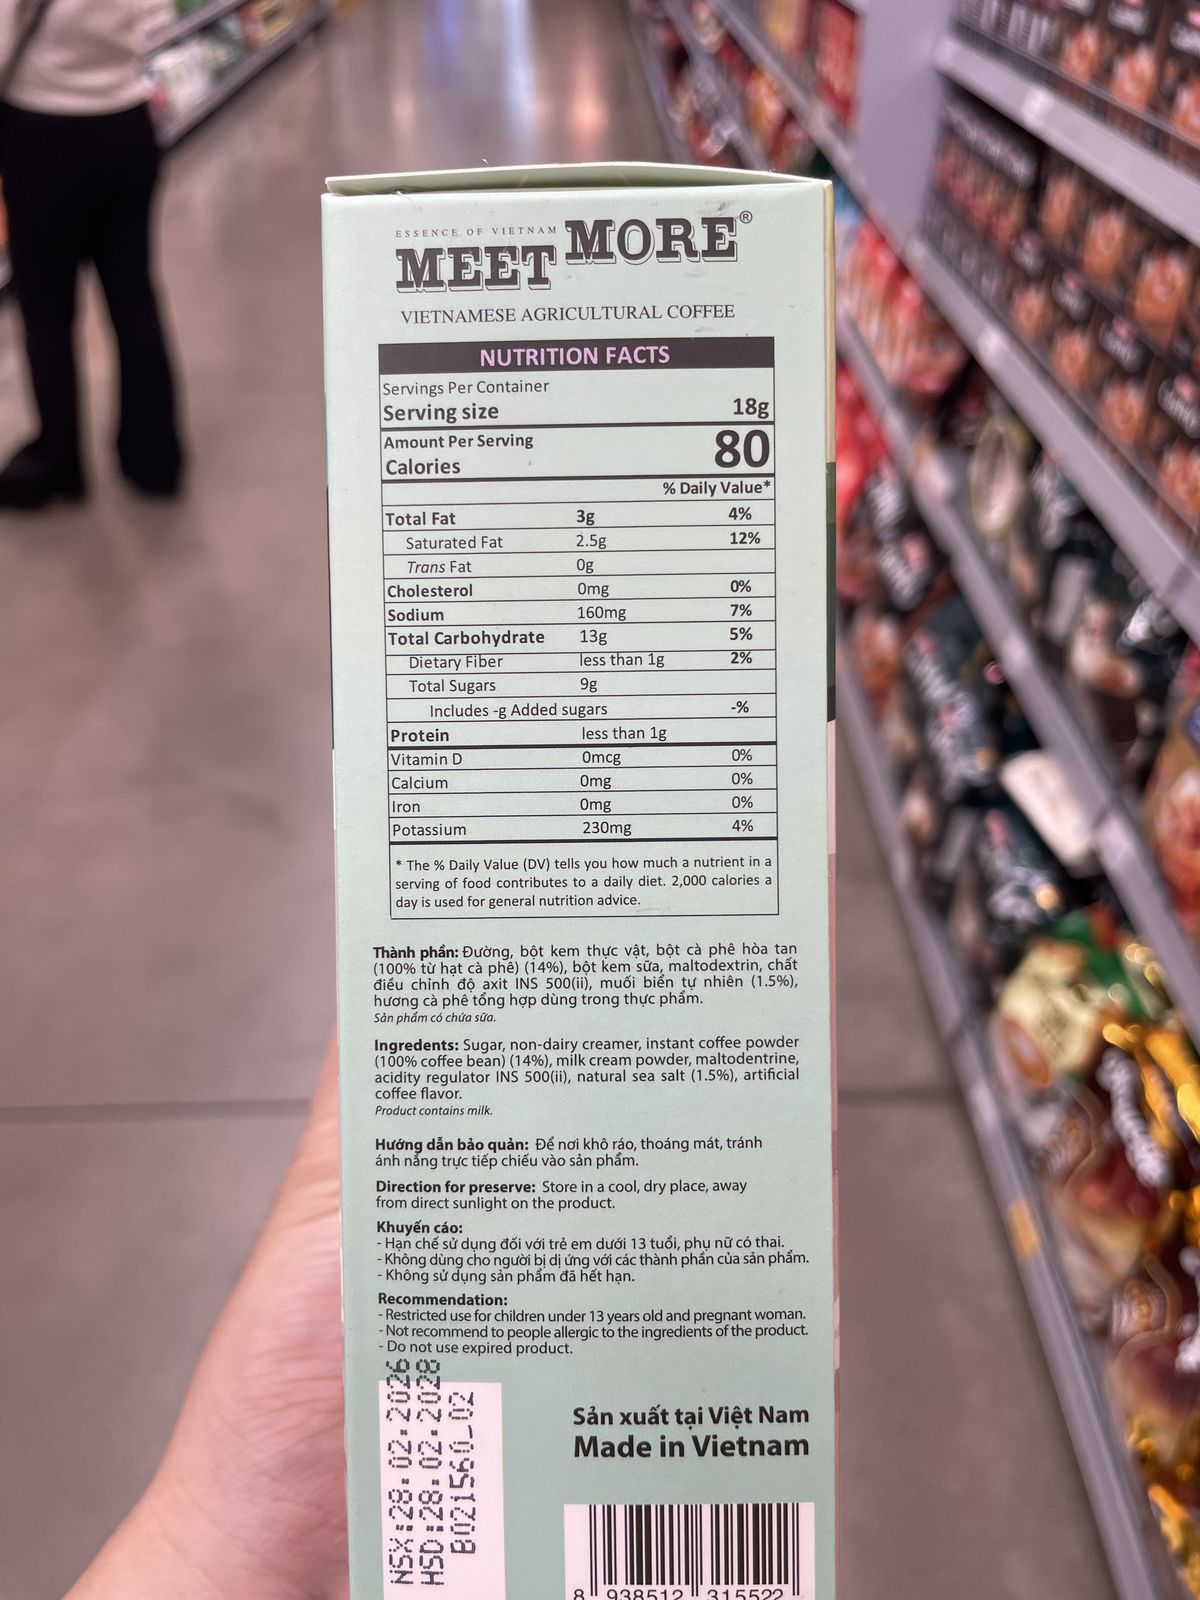 ESSENCE OF VIETNAM
MEET MORE®
VIETNAMESE AGRICULTURAL COFFEE
NUTRITION FACTS
Servings Per Container
Serving size 18g
Amount Per Serving
Calories 80
% Daily Value*
Total Fat 3g 4%
Saturated Fat 2.5g 12%
Trans Fat 0g
Cholesterol 0mg 0%
Sodium 160mg 7%
Total Carbohydrate 13g 5%
Dietary Fiber less than 1g 2%
Total Sugars 9g
Includes -g Added sugars -%
Protein less than 1g
Vitamin D 0mcg 0%
Calcium 0mg 0%
Iron 0mg 0%
Potassium 230mg 4%
* The % Daily Value (DV) tells you how much a nutrient in a
serving of food contributes to a daily diet. 2,000 calories a
day is used for general nutrition advice.
Thành phần: Đường, bột kem thực vật, bột cà phê hòa tan
(100% từ hạt cà phê) (14%), bột kem sữa, maltodextrin, chất
điều chỉnh độ axit INS 500(ii), muối biển tự nhiên (1.5%),
hương cà phê tổng hợp dùng trong thực phẩm.
Sản phẩm có chứa sữa.
Ingredents: Sugar, non-dairy creamer, instant coffee powder
(100% coffee bean) (14%), milk cream powder, maltodentrine,
acidity regulator INS 500(ii), natural sea salt (1.5%), artificial
coffee flavor.
Product contains milk.
Hướng dẫn bảo quản: Để nơi khô ráo, thoáng mát, tránh
ánh nắng trực tiếp chiếu vào sản phẩm.
Direction for preserve: Store in a cool, dry place, away
from direct sunlight on the product.
Khuyến cáo:
- Hạn chế sử dụng đối với trẻ em dưới 13 tuổi, phụ nữ có thai.
- Không dùng cho người bị dị ứng với các thành phần của sản phẩm.
- Không sử dụng sản phẩm đã hết hạn.
Recommendation:
- Restricted use for children under 13 years old and pregnant woman.
- Not recommend to people allergic to the ingredients of the product.
- Do not use expired product.
NSX:28.02.2026
HSD:28.02.2028
B021560-02
Sản xuất tại Việt Nam
Made in Vietnam
8 938512 315522